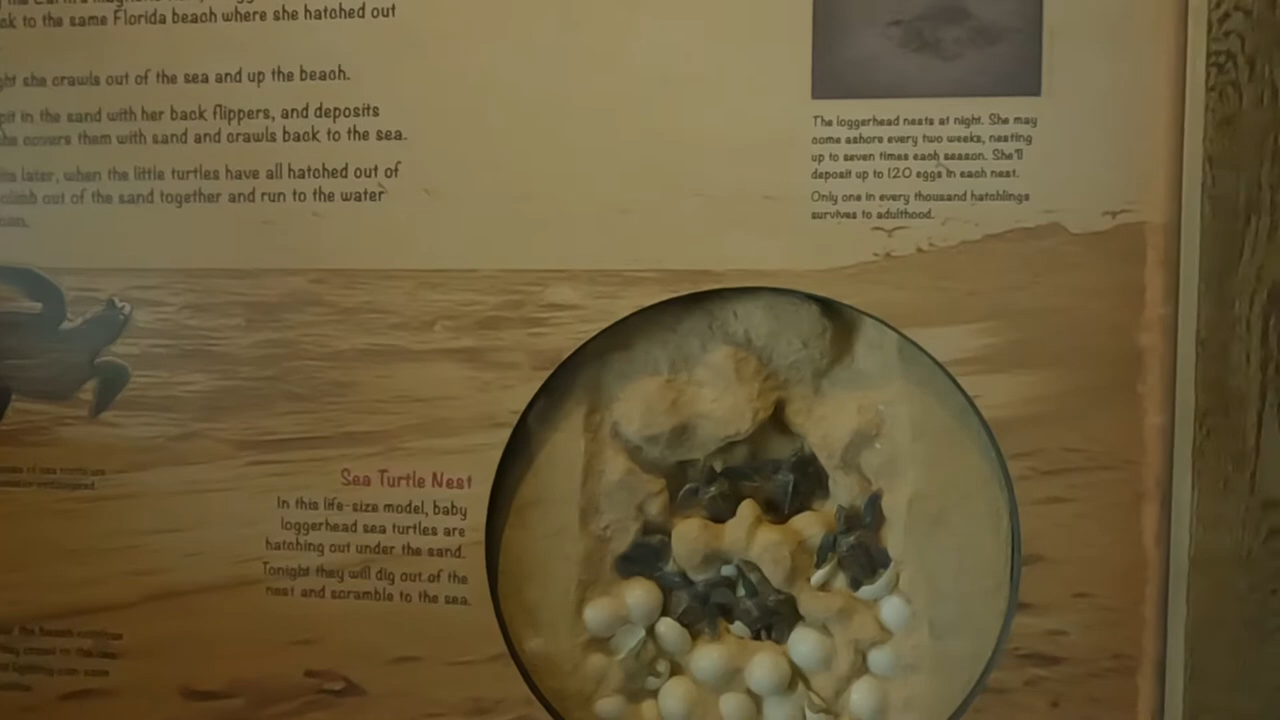 to the same Florida beach where she hatched out
she crawls out of the sea and up the beach.
in the sand with her back flippers, and deposits
covers them with sand and crawls back to the sea.
later, when the little turtles have all hatched out of
out of the sand together and run to the water
The loggerhead nests at night. She may
come ashore every two weeks, nesting
up to seven times each season. She'll
deposit up to 120 eggs in each nest.
Only one in every thousand hatchlings
survives to adulthood.
Sea Turtle Nest
In this life-size model, baby
loggerhead sea turtles are
hatching out under the sand.
Tonight they will dig out of the
nest and scramble to the sea.